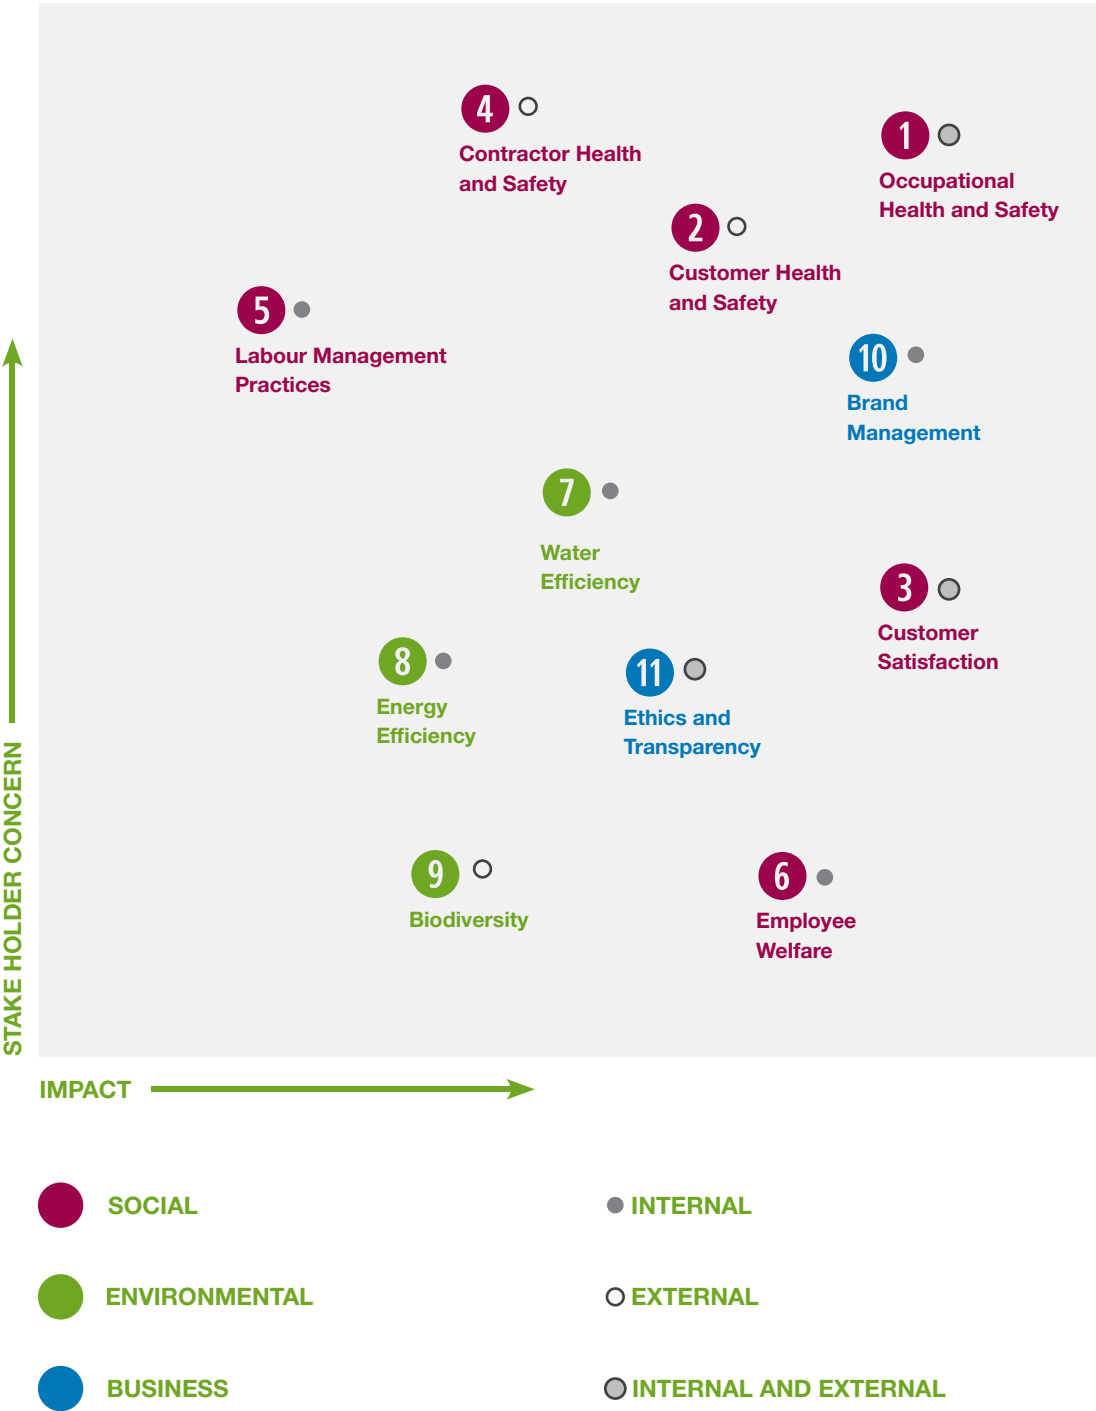 4
Contractor Health
and Safety
1
Occupational
Health and Safety
2
Customer Health
and Safety
5
Labour Management
Practices
10
Brand
Management
7
Water
Efficiency
3
Customer
Satisfaction
8
Energy
Efficiency
11
Ethics and
Transparency
9
Biodiversity
6
Employee
Welfare
STAKE HOLDER CONCERN
IMPACT
SOCIAL
INTERNAL
ENVIRONMENTAL
EXTERNAL
BUSINESS
INTERNAL AND EXTERNAL